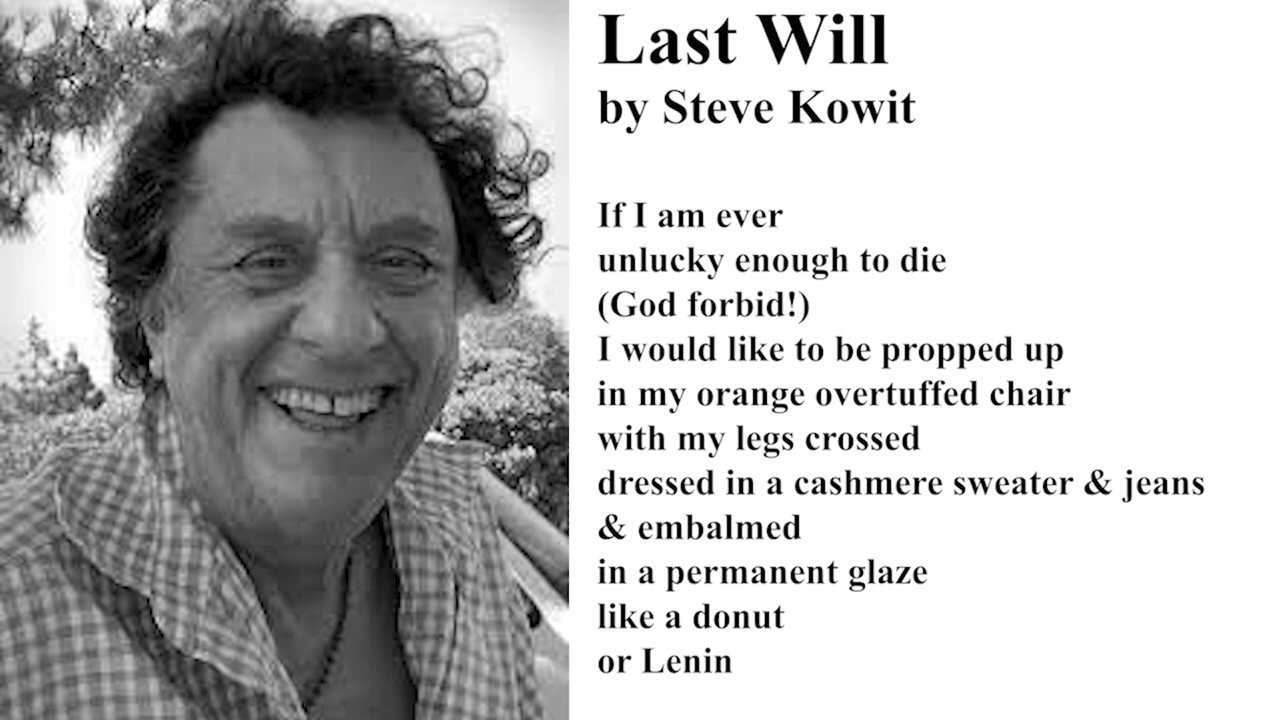 Last Will
by Steve Kowit
If I am ever
unlucky enough to die
(God forbid!)
I would like to be propped up
in my orange overtuffed chair
with my legs crossed
dressed in a cashmere sweater & jeans
& embalmed
in a permanent glaze
like a donut
or Lenin